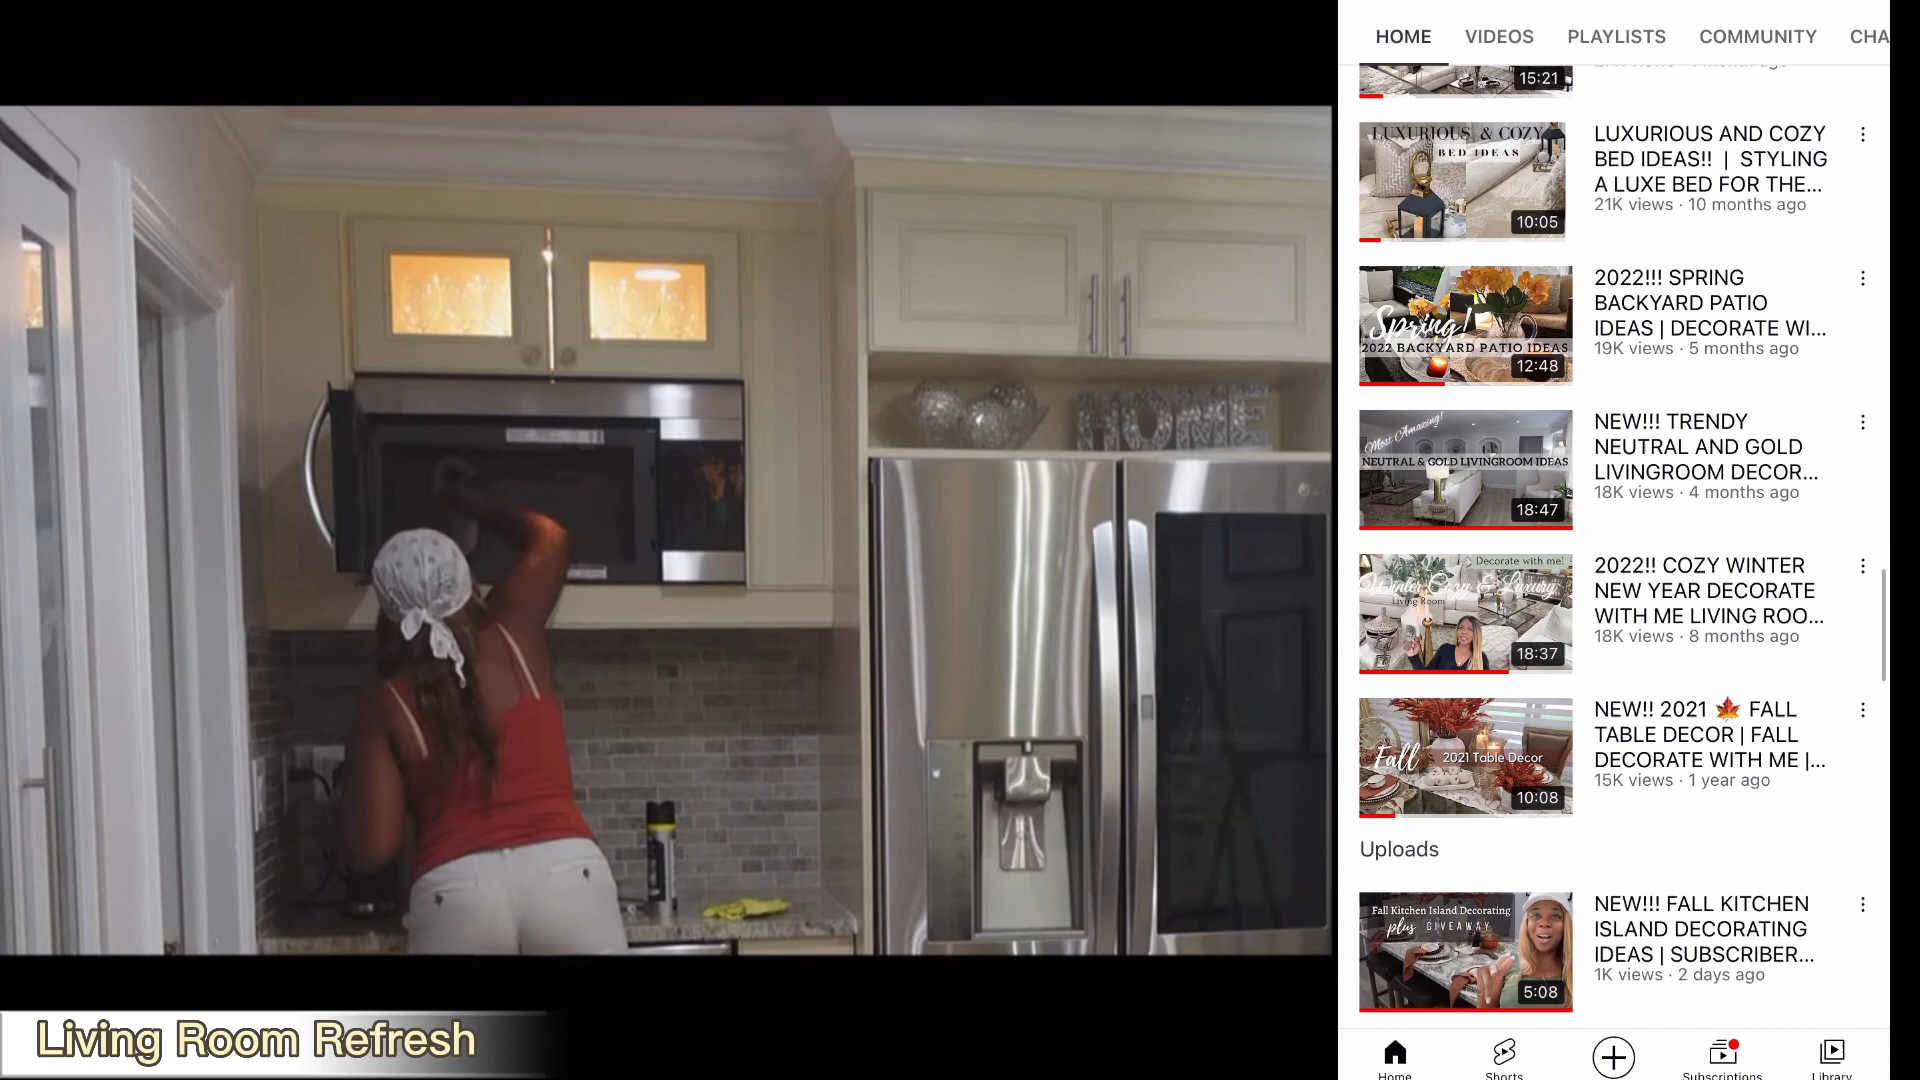 HOME
Living Room Refresh
HOME VIDEOS PLAYLISTS COMMUNITY CHA
15:21
LUXURIOUS & COZY
BED IDEAS
10:05
LUXURIOUS AND COZY
BED IDEAS!! | STYLING
A LUXE BED FOR THE...
21K views · 10 months ago
Spring!
2022 BACKYARD PATIO IDEAS
12:48
2022!!! SPRING
BACKYARD PATIO
IDEAS | DECORATE WI...
19K views · 5 months ago
Most Amazing!
NEUTRAL & GOLD LIVINGROOM IDEAS
18:47
NEW!!! TRENDY
NEUTRAL AND GOLD
LIVINGROOM DECOR...
18K views · 4 months ago
Decorate with me!
Winter Cozy & Luxury
Living Room
18:37
2022!! COZY WINTER
NEW YEAR DECORATE
WITH ME LIVING ROO...
18K views · 8 months ago
Fall 2021 Table Decor
10:08
NEW!! 2021 🍁 FALL
TABLE DECOR | FALL
DECORATE WITH ME |...
15K views · 1 year ago
Uploads
Fall Kitchen Island Decorating
plus GIVEAWAY
5:08
NEW!!! FALL KITCHEN
ISLAND DECORATING
IDEAS | SUBSCRIBER...
1K views · 2 days ago
Home Shorts Subscriptions Library